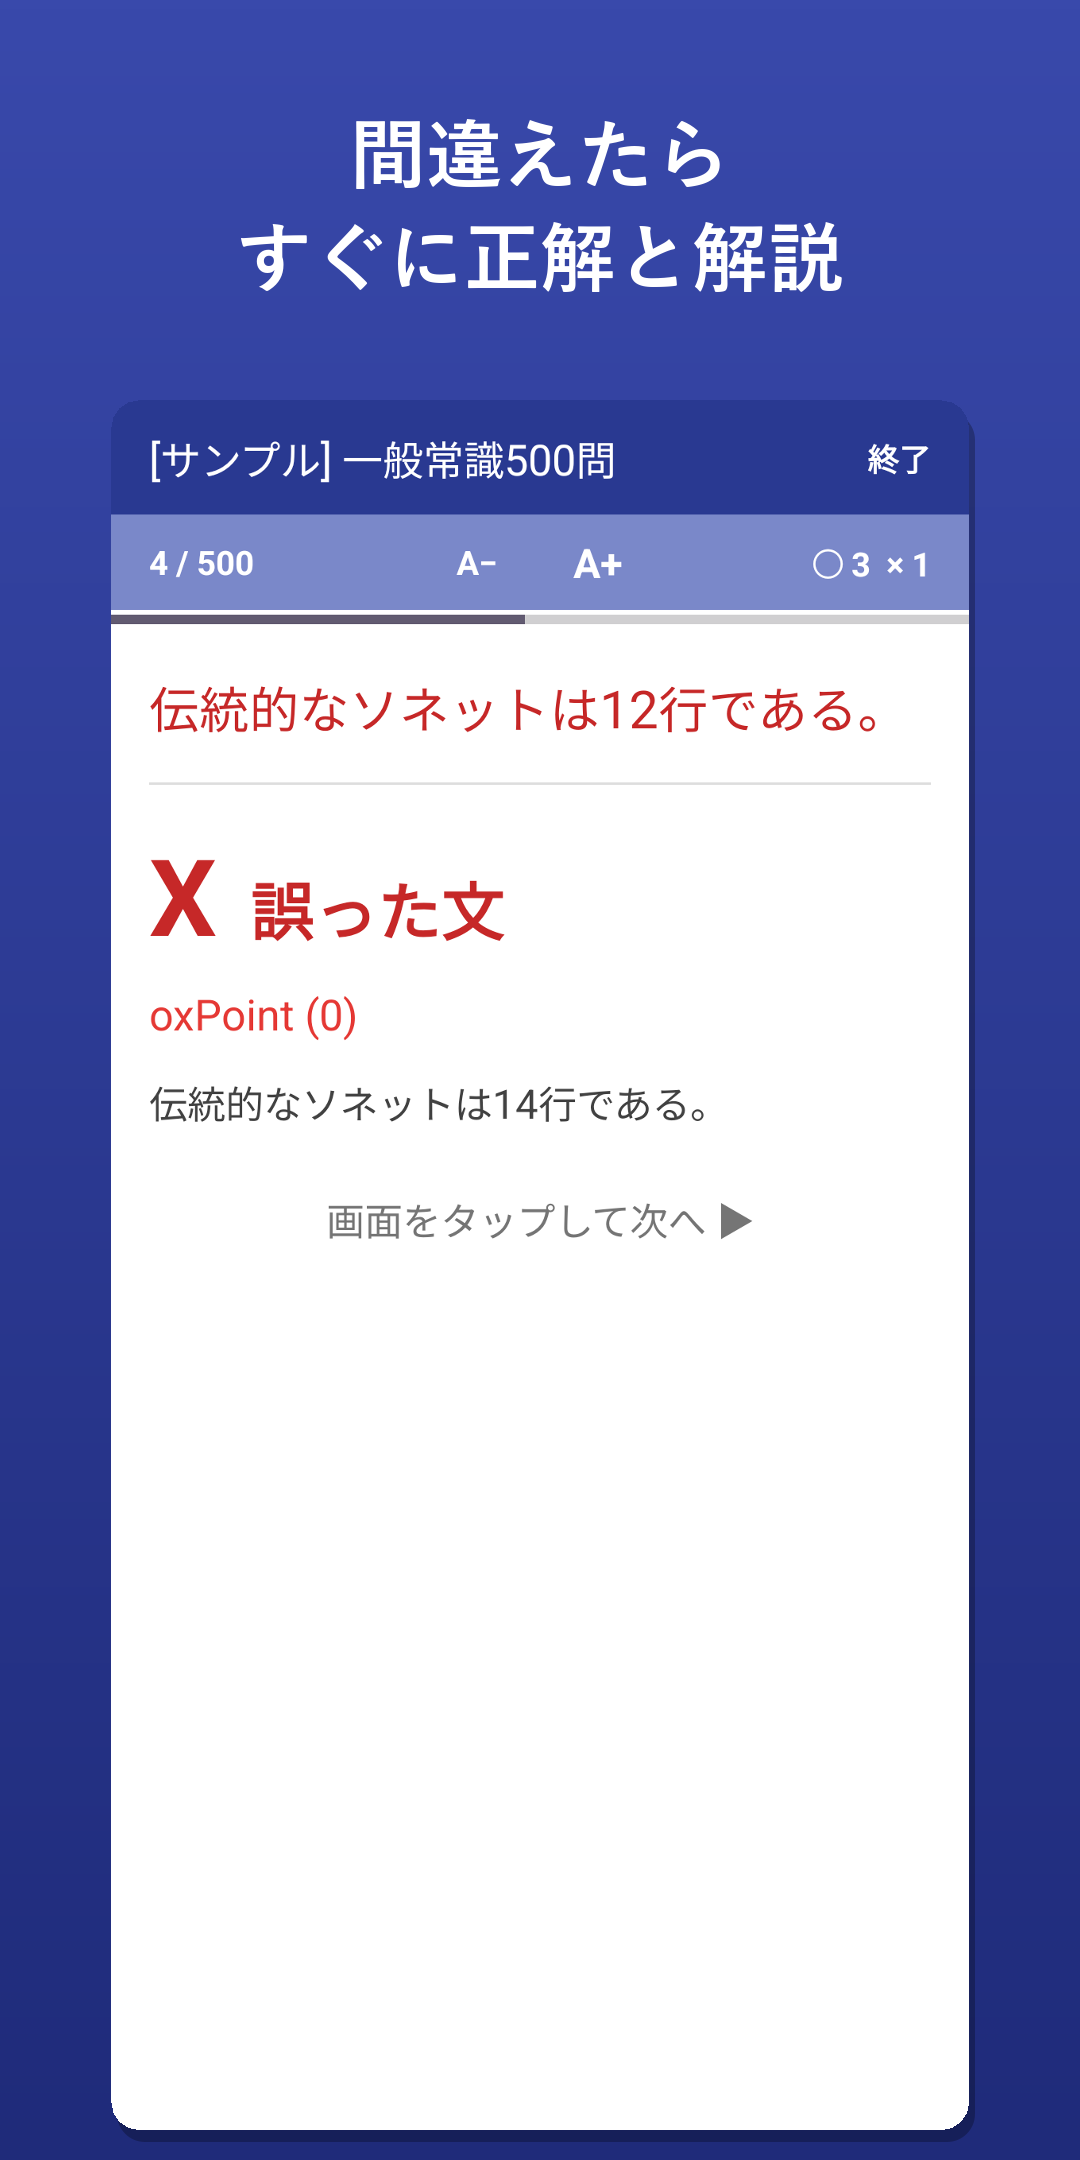 間違えたら
すぐに正解と解説
[サンプル] 一般常識500問
終了
4 / 500
A−
A+
○ 3 × 1
伝統的なソネットは12行である。
X 誤った文
oxPoint (0)
伝統的なソネットは14行である。
画面をタップして次へ ▶